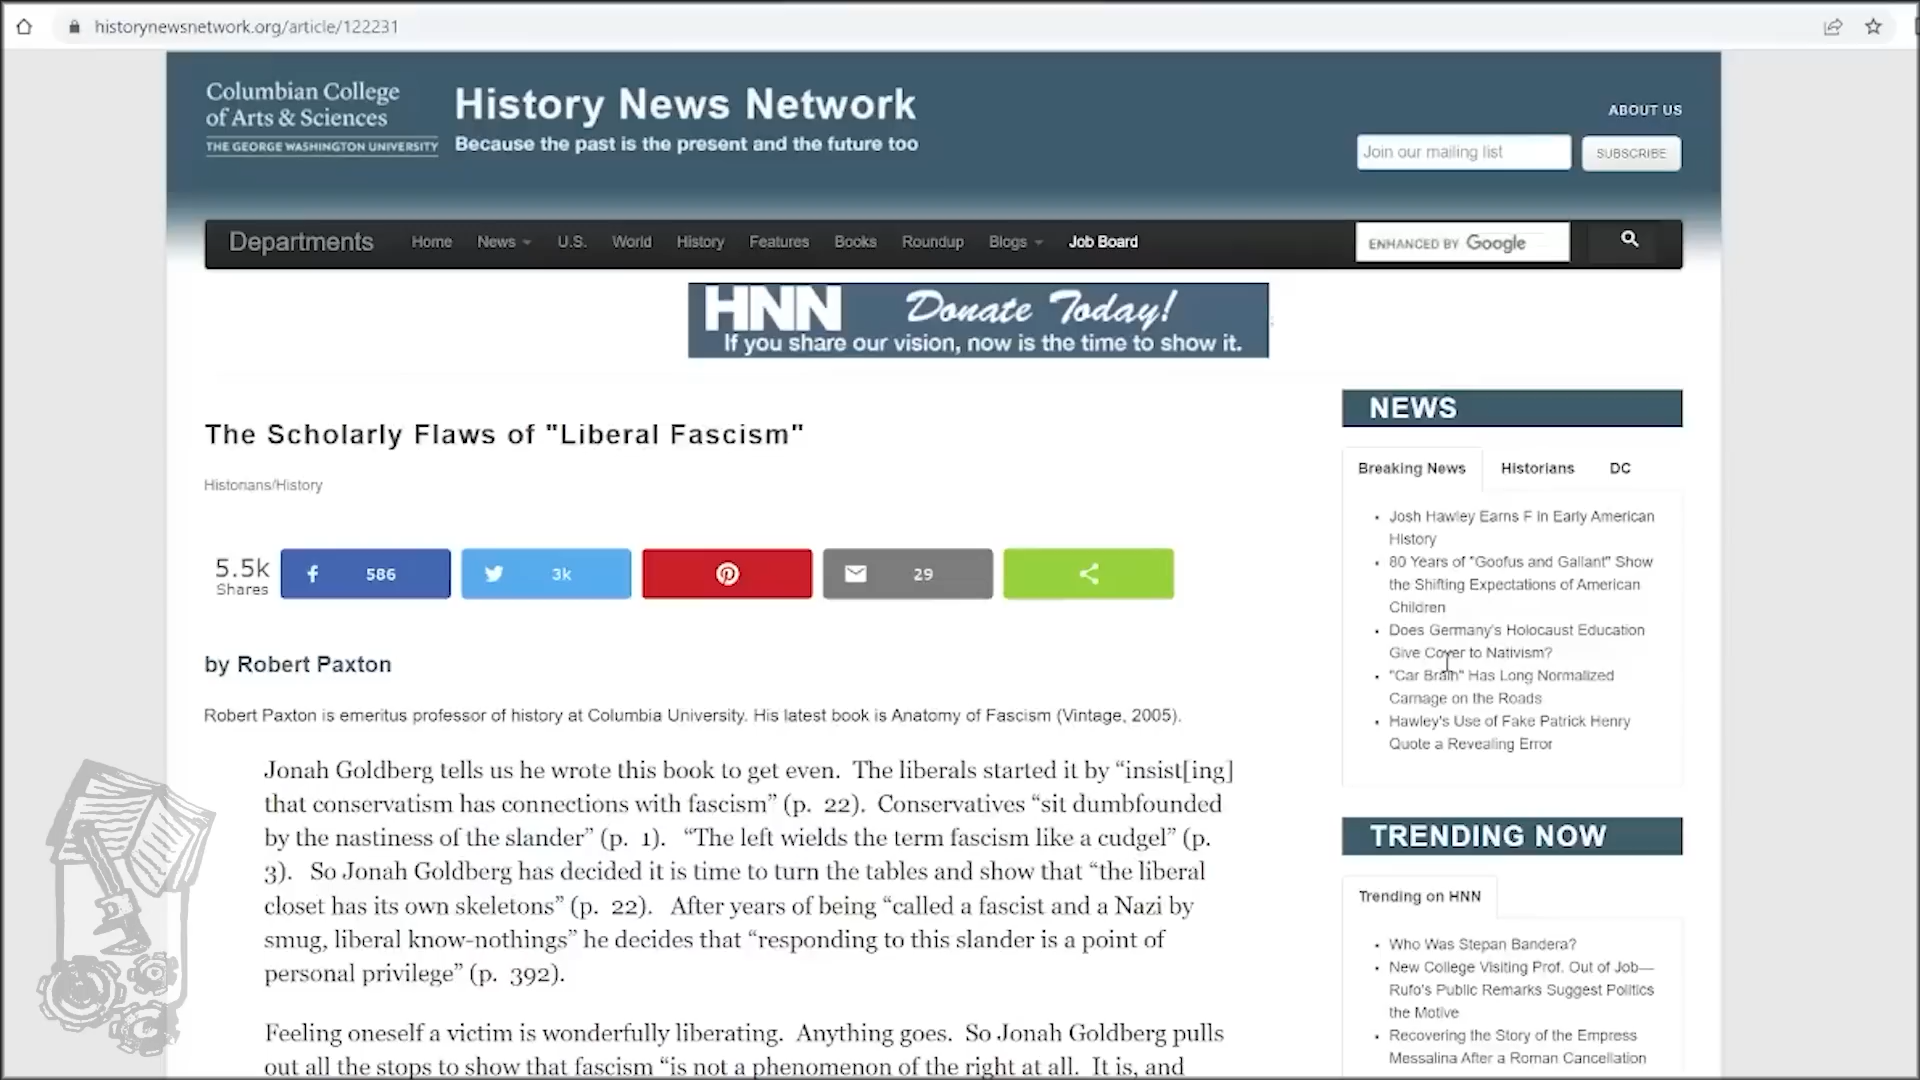 historynewsnetwork.org/article/122231
Columbian College
of Arts & Sciences
THE GEORGE WASHINGTON UNIVERSITY
History News Network
Because the past is the present and the future too
ABOUT US
Join our mailing list
SUBSCRIBE
Departments
Home
News
U.S.
World
History
Features
Books
Roundup
Blogs
Job Board
ENHANCED BY Google
HNN
Donate Today!
If you share our vision, now is the time to show it.
The Scholarly Flaws of "Liberal Fascism"
Historians/History
5.5k
Shares
586
3k
29
by Robert Paxton
Robert Paxton is emeritus professor of history at Columbia University. His latest book is Anatomy of Fascism (Vintage, 2005).
Jonah Goldberg tells us he wrote this book to get even. The liberals started it by “insist[ing]
that conservatism has connections with fascism” (p. 22). Conservatives “sit dumbfounded
by the nastiness of the slander” (p. 1). “The left wields the term fascism like a cudgel” (p.
3). So Jonah Goldberg has decided it is time to turn the tables and show that “the liberal
closet has its own skeletons” (p. 22). After years of being “called a fascist and a Nazi by
smug, liberal know-nothings” he decides that “responding to this slander is a point of
personal privilege” (p. 392).
Feeling oneself a victim is wonderfully liberating. Anything goes. So Jonah Goldberg pulls
out all the stops to show that fascism “is not a phenomenon of the right at all. It is, and
NEWS
Breaking News
Historians
DC
Josh Hawley Earns F In Early American
History
80 Years of "Goofus and Gallant" Show
the Shifting Expectations of American
Children
Does Germany's Holocaust Education
Give Cover to Nativism?
"Car Brain" Has Long Normalized
Carnage on the Roads
Hawley's Use of Fake Patrick Henry
Quote a Revealing Error
TRENDING NOW
Trending on HNN
Who Was Stepan Bandera?
New College Visiting Prof. Out of Job—
Rufo's Public Remarks Suggest Politics
the Motive
Recovering the Story of the Empress
Messalina After a Roman Cancellation